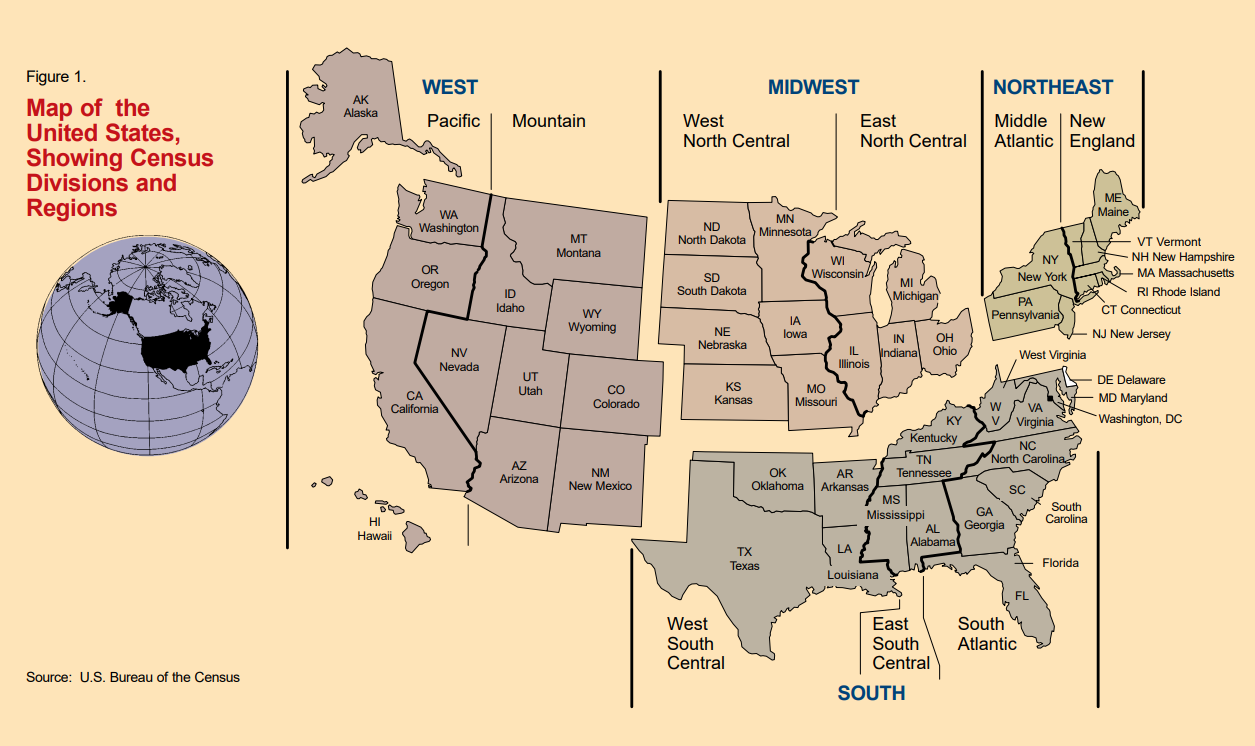 Figure 1.
Map of the
United States,
Showing Census
Divisions and
Regions
WEST
Pacific
Mountain
MIDWEST
West
North Central
East
North Central
NORTHEAST
Middle
Atlantic
New
England
AK
Alaska
WA
Washington
OR
Oregon
CA
California
NV
Nevada
ID
Idaho
MT
Montana
WY
Wyoming
UT
Utah
CO
Colorado
AZ
Arizona
NM
New Mexico
HI
Hawaii
ND
North Dakota
SD
South Dakota
NE
Nebraska
KS
Kansas
MN
Minnesota
IA
Iowa
MO
Missouri
WI
Wisconsin
IL
Illinois
MI
Michigan
IN
Indiana
OH
Ohio
NY
New York
PA
Pennsylvania
ME
Maine
VT Vermont
NH New Hampshire
MA Massachusetts
RI Rhode Island
CT Connecticut
NJ New Jersey
West Virginia
DE Delaware
MD Maryland
Washington, DC
W
V
VA
Virginia
KY
Kentucky
TN
Tennessee
NC
North Carolina
SC
South
Carolina
GA
Georgia
AL
Alabama
MS
Mississippi
AR
Arkansas
LA
Louisiana
OK
Oklahoma
TX
Texas
Florida
FL
West
South
Central
East
South
Central
South
Atlantic
SOUTH
Source: U.S. Bureau of the Census